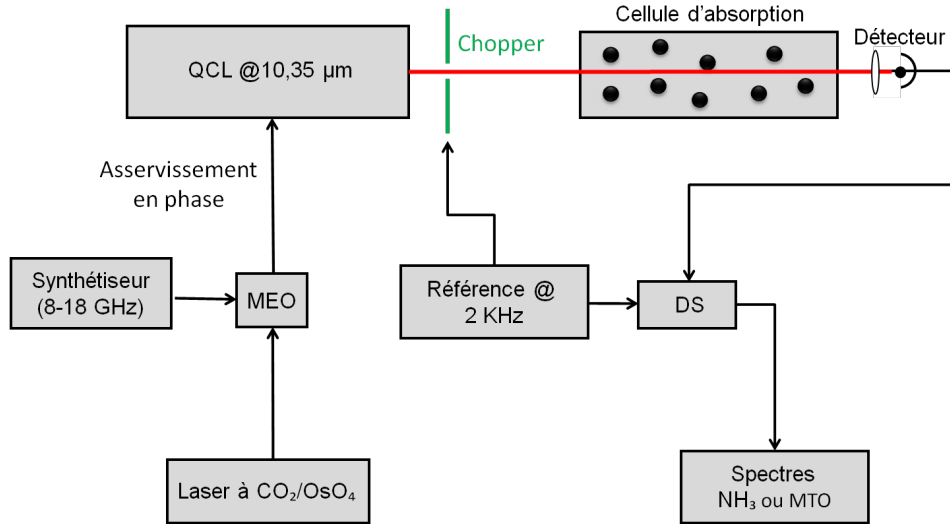 Cellule d'absorption
Chopper
Détecteur
QCL @10,35 µm
Asservissement
en phase
Synthétiseur
(8-18 GHz)
MEO
Référence @
2 KHz
DS
Laser à CO₂/OsO₄
Spectres
NH₃ ou MTO